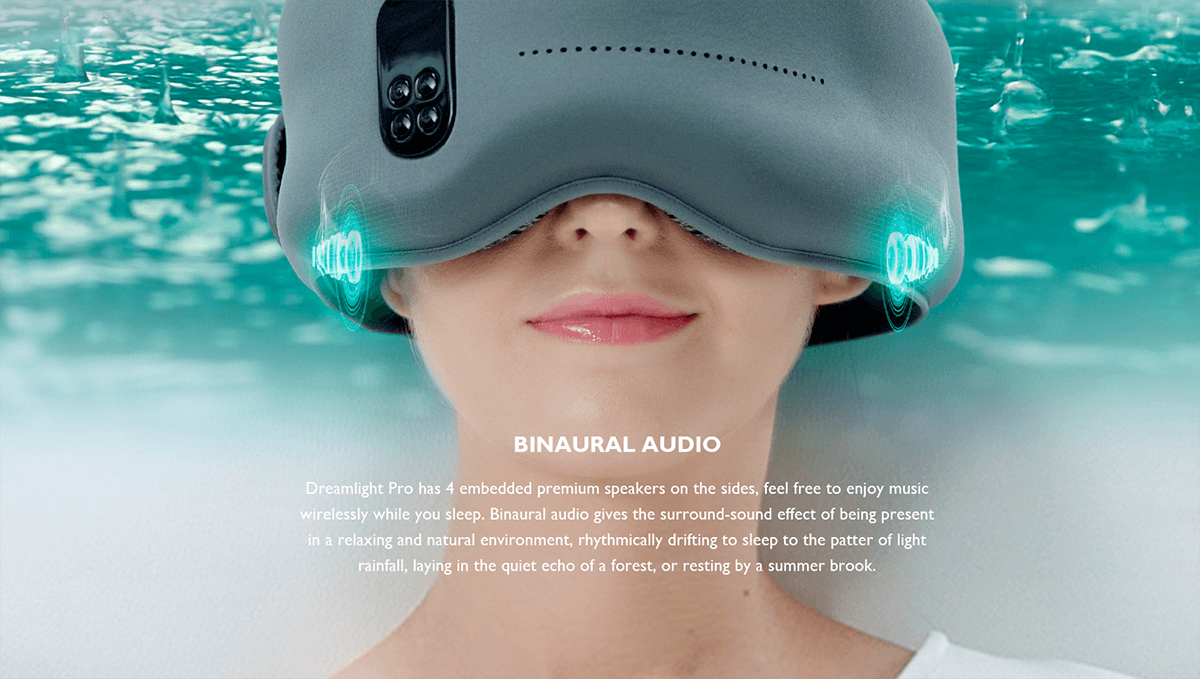 BINAURAL AUDIO
Dreamlight Pro has 4 embedded premium speakers on the sides, feel free to enjoy music
wirelessly while you sleep. Binaural audio gives the surround-sound effect of being present
in a relaxing and natural environment, rhythmically drifting to sleep to the patter of light
rainfall, laying in the quiet echo of a forest, or resting by a summer brook.